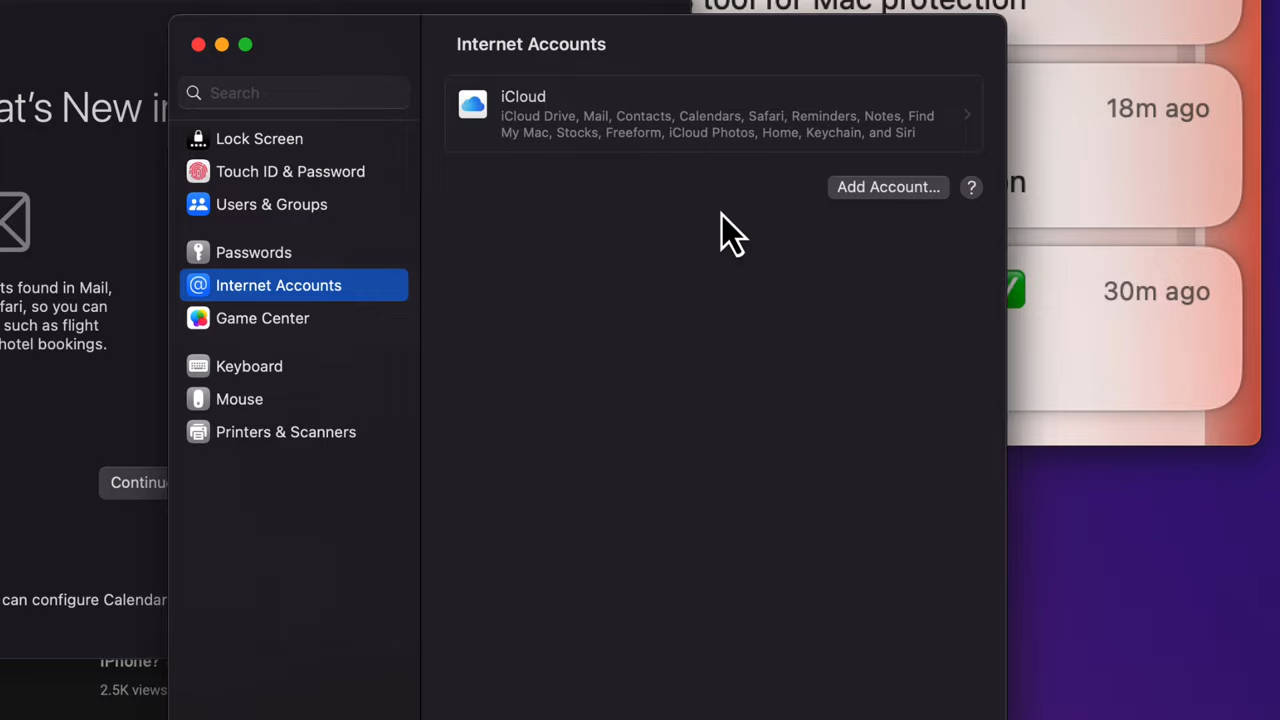 tool for Mac protection
at's New in
ts found in Mail,
fari, so you can
such as flight
hotel bookings.
Continu
can configure Calendar
iPhone?
2.5K views
Search
Lock Screen
Touch ID & Password
Users & Groups
Passwords
@ Internet Accounts
Game Center
Keyboard
Mouse
Printers & Scanners
Internet Accounts
iCloud
iCloud Drive, Mail, Contacts, Calendars, Safari, Reminders, Notes, Find
My Mac, Stocks, Freeform, iCloud Photos, Home, Keychain, and Siri
Add Account...
?
18m ago
on
30m ago